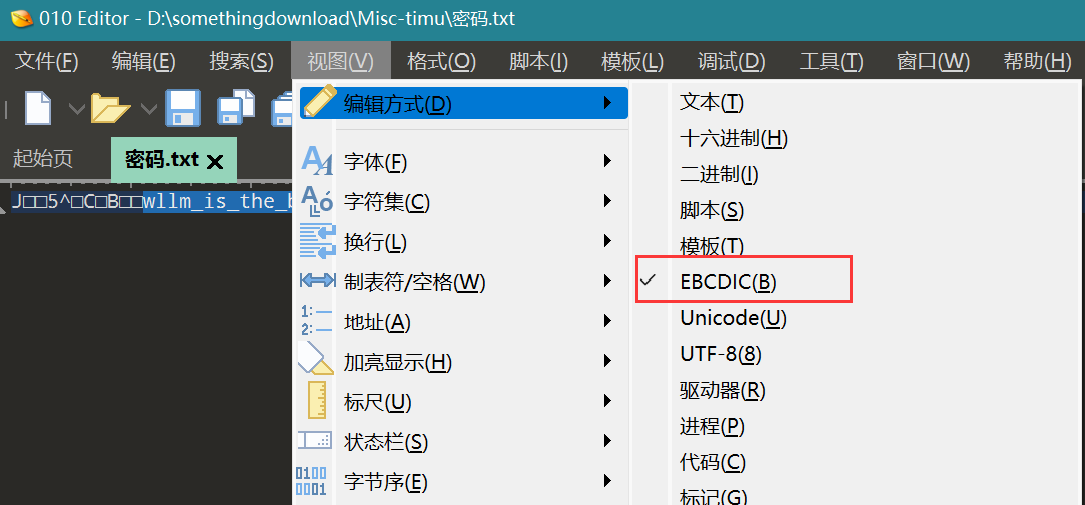 010 Editor - D:\somethingdownload\Misc-timu\密码.txt
文件(F) 编辑(E) 搜索(S) 视图(V) 格式(O) 脚本(I) 模板(L) 调试(D) 工具(T) 窗口(W) 帮助(H)
编辑方式(D)
字体(F)
字符集(C)
换行(L)
制表符/空格(W)
地址(A)
加亮显示(H)
标尺(U)
状态栏(S)
字节序(E)
文本(T)
十六进制(H)
二进制(I)
脚本(S)
模板(T)
EBCDIC(B)
Unicode(U)
UTF-8(8)
驱动器(R)
进程(P)
代码(C)
标记(G)
起始页 密码.txt
J□□5^□C□B□□wllm_is_the_b